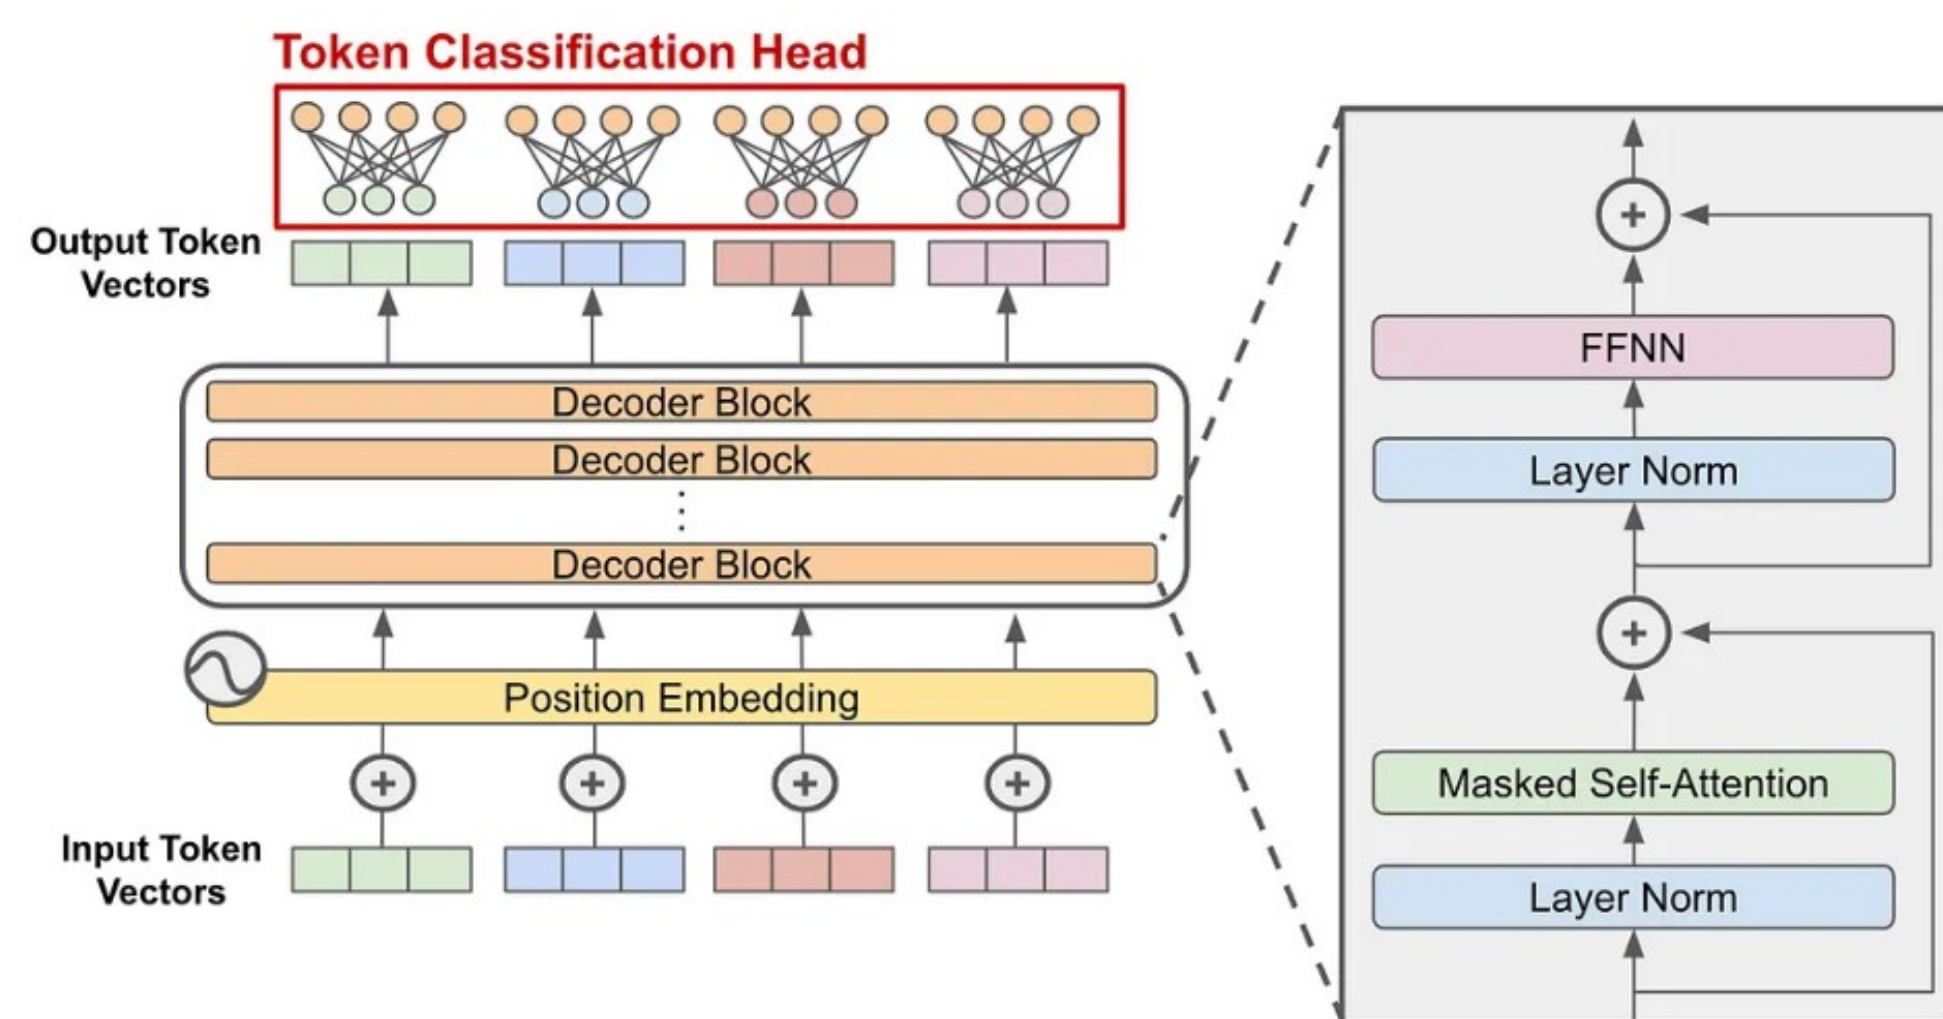 Token Classification Head
Output Token
Vectors
Decoder Block
Decoder Block
Decoder Block
Position Embedding
Input Token
Vectors
FFNN
Layer Norm
Masked Self-Attention
Layer Norm